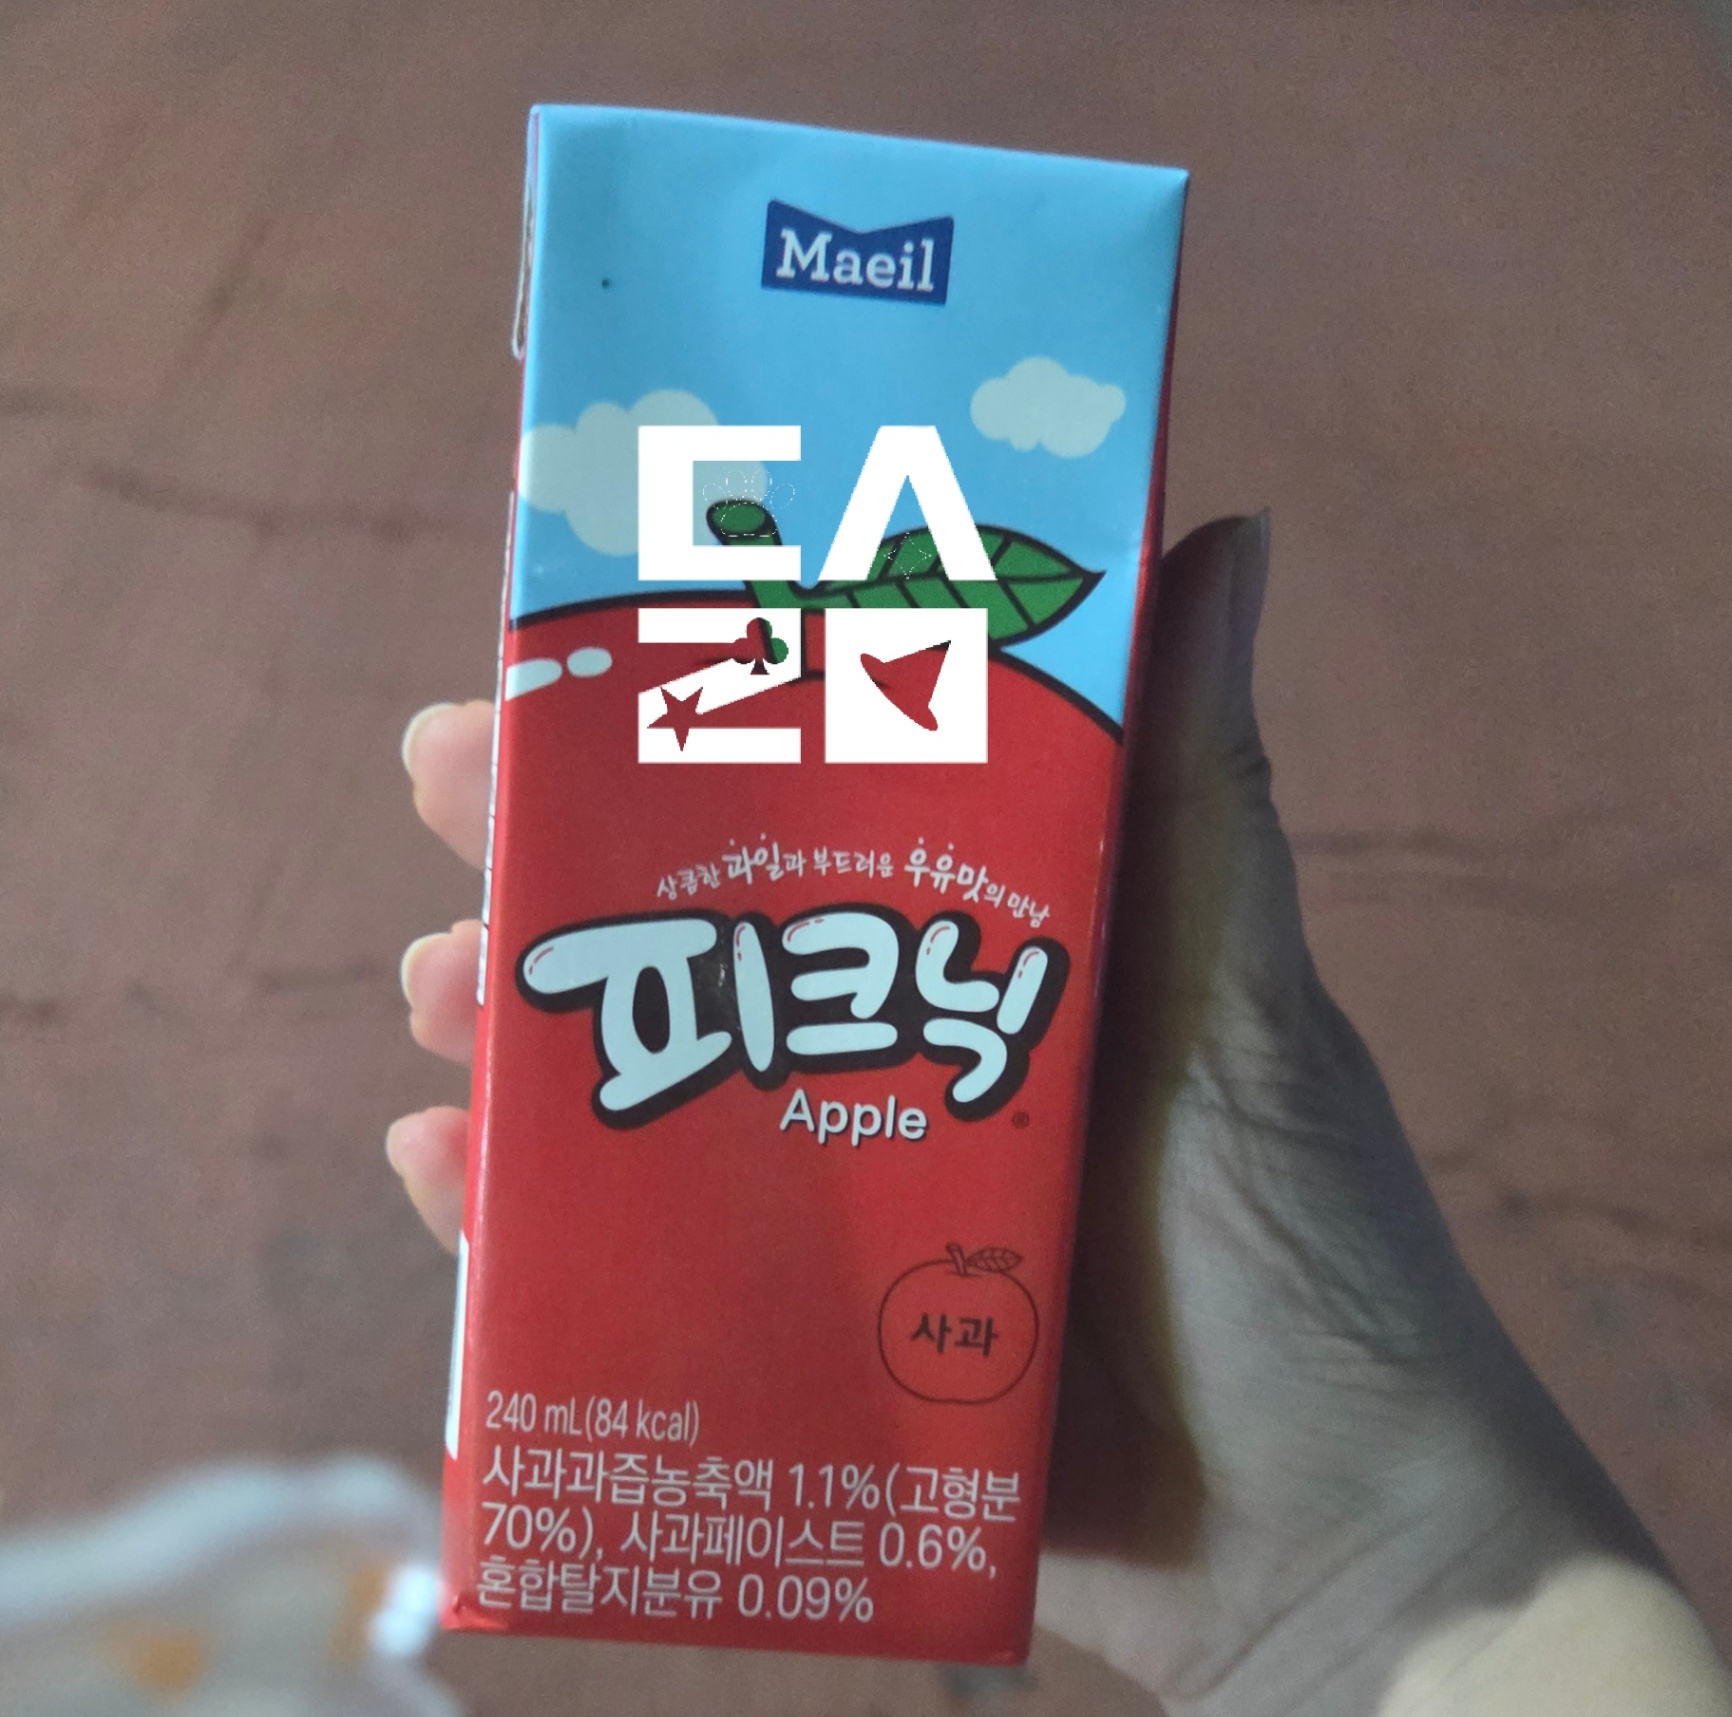 Maeil
상큼한 과일과 부드러운 우유맛의 만남
피크닉
Apple
®
사과
240 mL(84 kcal)
사과과즙농축액 1.1%(고형분
70%), 사과페이스트 0.6%,
혼합탈지분유 0.09%